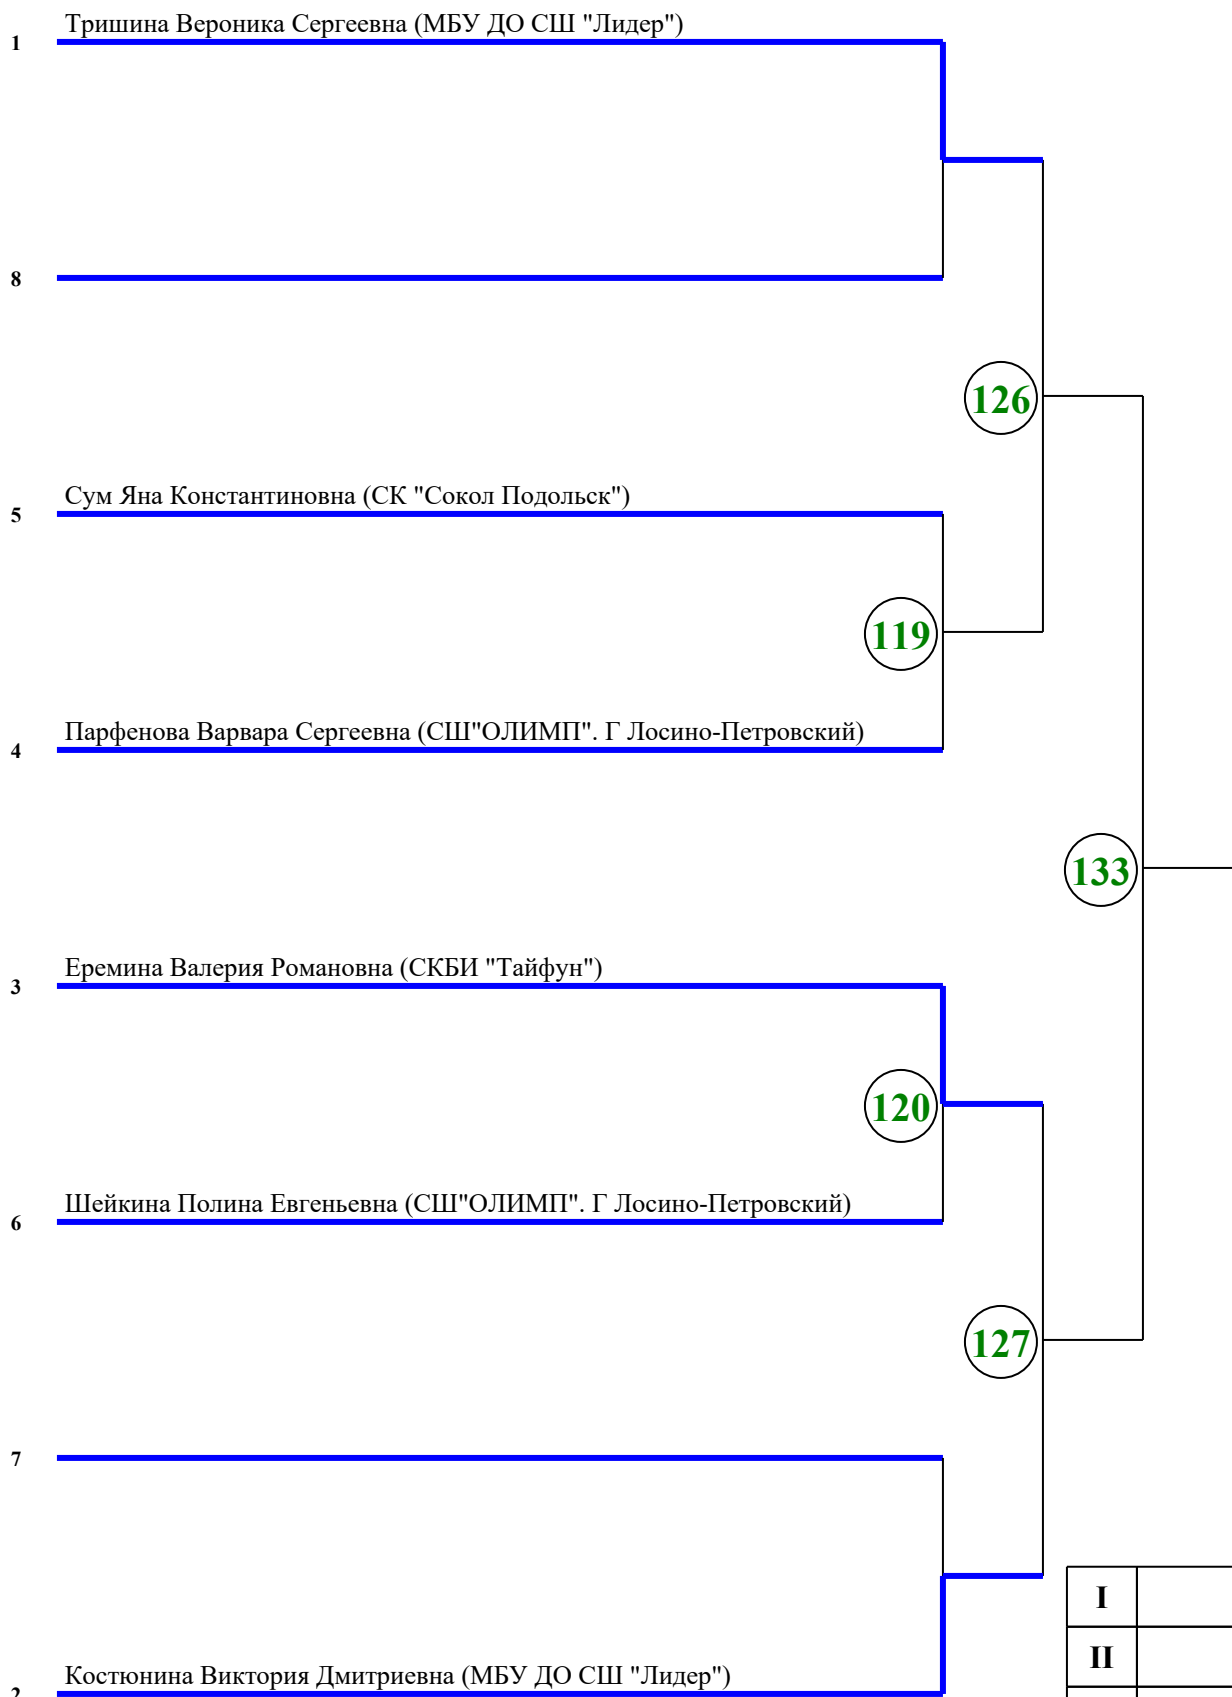 Тришина Вероника Сергеевна (МБУ ДО СШ "Лидер")
1
8
126
Сум Яна Константиновна (СК "Сокол Подольск")
5
119
Парфенова Варвара Сергеевна (СШ"ОЛИМП". Г Лосино-Петровский)
4
133
Еремина Валерия Романовна (СКБИ "Тайфун")
3
120
Шейкина Полина Евгеньевна (СШ"ОЛИМП". Г Лосино-Петровский)
6
127
7
I
II
Костюнина Виктория Дмитриевна (МБУ ДО СШ "Лидер")
2